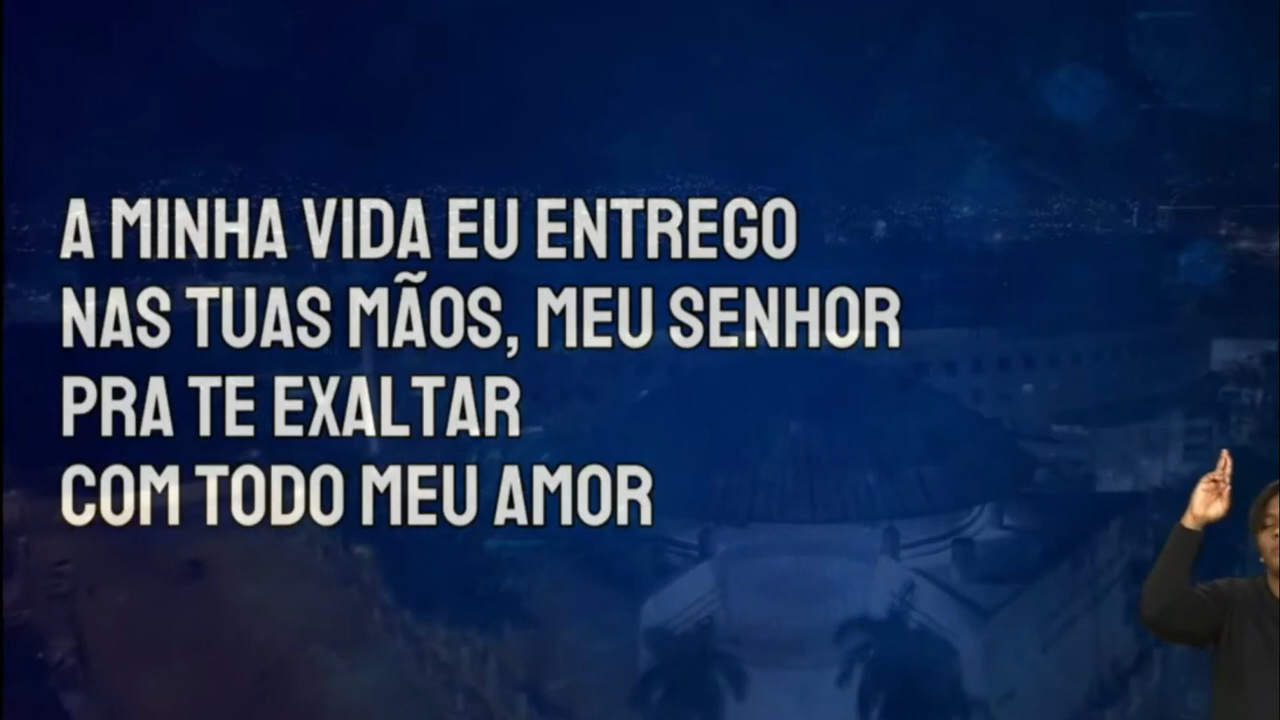 A MINHA VIDA EU ENTREGO
NAS TUAS MÃOS, MEU SENHOR
PRA TE EXALTAR
COM TODO MEU AMOR